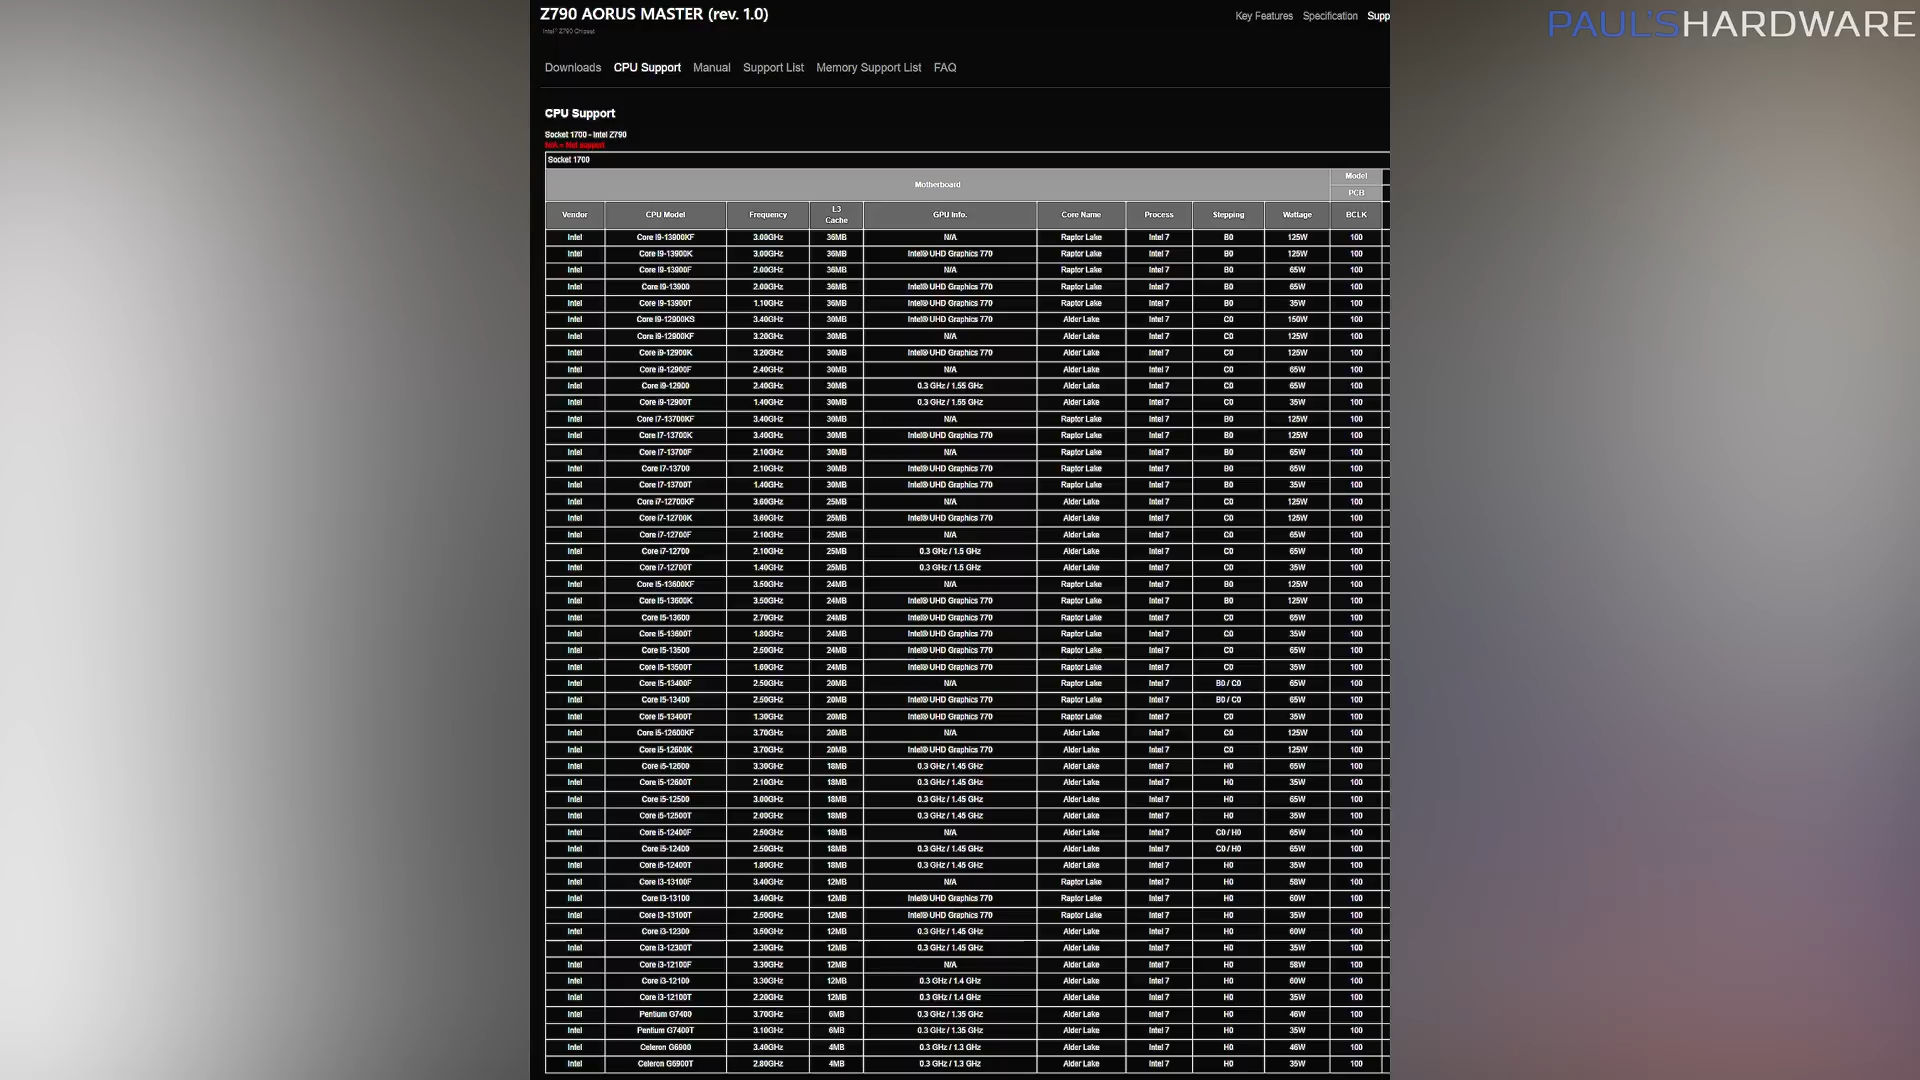 Z790 AORUS MASTER (rev. 1.0)
Intel® Z790 Chipset
Key Features Specification Supp
PAUL'SHARDWARE
Downloads CPU Support Manual Support List Memory Support List FAQ
CPU Support
Socket 1700 - Intel Z790
N/A = Not support
Socket 1700
Motherboard Model
PCB
Vendor CPU Model Frequency L3 Cache GPU Info. Core Name Process Stepping Wattage BCLK
Intel Core I9-13900KF 3.00GHz 36MB N/A Raptor Lake Intel 7 B0 125W 100
Intel Core I9-13900K 3.00GHz 36MB Intel® UHD Graphics 770 Raptor Lake Intel 7 B0 125W 100
Intel Core I9-13900F 2.00GHz 36MB N/A Raptor Lake Intel 7 B0 65W 100
Intel Core I9-13900 2.00GHz 36MB Intel® UHD Graphics 770 Raptor Lake Intel 7 B0 65W 100
Intel Core I9-13900T 1.10GHz 36MB Intel® UHD Graphics 770 Raptor Lake Intel 7 B0 35W 100
Intel Core i9-12900KS 3.40GHz 30MB Intel® UHD Graphics 770 Alder Lake Intel 7 C0 150W 100
Intel Core i9-12900KF 3.20GHz 30MB N/A Alder Lake Intel 7 C0 125W 100
Intel Core i9-12900K 3.20GHz 30MB Intel® UHD Graphics 770 Alder Lake Intel 7 C0 125W 100
Intel Core i9-12900F 2.40GHz 30MB N/A Alder Lake Intel 7 C0 65W 100
Intel Core i9-12900 2.40GHz 30MB 0.3 GHz / 1.55 GHz Alder Lake Intel 7 C0 65W 100
Intel Core i9-12900T 1.40GHz 30MB 0.3 GHz / 1.55 GHz Alder Lake Intel 7 C0 35W 100
Intel Core I7-13700KF 3.40GHz 30MB N/A Raptor Lake Intel 7 B0 125W 100
Intel Core I7-13700K 3.40GHz 30MB Intel® UHD Graphics 770 Raptor Lake Intel 7 B0 125W 100
Intel Core I7-13700F 2.10GHz 30MB N/A Raptor Lake Intel 7 B0 65W 100
Intel Core I7-13700 2.10GHz 30MB Intel® UHD Graphics 770 Raptor Lake Intel 7 B0 65W 100
Intel Core I7-13700T 1.40GHz 30MB Intel® UHD Graphics 770 Raptor Lake Intel 7 B0 35W 100
Intel Core i7-12700KF 3.60GHz 25MB N/A Alder Lake Intel 7 C0 125W 100
Intel Core i7-12700K 3.60GHz 25MB Intel® UHD Graphics 770 Alder Lake Intel 7 C0 125W 100
Intel Core i7-12700F 2.10GHz 25MB N/A Alder Lake Intel 7 C0 65W 100
Intel Core i7-12700 2.10GHz 25MB 0.3 GHz / 1.5 GHz Alder Lake Intel 7 C0 65W 100
Intel Core i7-12700T 1.40GHz 25MB 0.3 GHz / 1.5 GHz Alder Lake Intel 7 C0 35W 100
Intel Core I5-13600KF 3.50GHz 24MB N/A Raptor Lake Intel 7 B0 125W 100
Intel Core I5-13600K 3.50GHz 24MB Intel® UHD Graphics 770 Raptor Lake Intel 7 B0 125W 100
Intel Core I5-13600 2.70GHz 24MB Intel® UHD Graphics 770 Raptor Lake Intel 7 C0 65W 100
Intel Core I5-13600T 1.80GHz 24MB Intel® UHD Graphics 770 Raptor Lake Intel 7 C0 35W 100
Intel Core I5-13500 2.50GHz 24MB Intel® UHD Graphics 770 Raptor Lake Intel 7 C0 65W 100
Intel Core I5-13500T 1.60GHz 24MB Intel® UHD Graphics 770 Raptor Lake Intel 7 C0 35W 100
Intel Core I5-13400F 2.50GHz 20MB N/A Raptor Lake Intel 7 B0 / C0 65W 100
Intel Core I5-13400 2.50GHz 20MB Intel® UHD Graphics 770 Raptor Lake Intel 7 B0 / C0 65W 100
Intel Core I5-13400T 1.30GHz 20MB Intel® UHD Graphics 770 Raptor Lake Intel 7 C0 35W 100
Intel Core i5-12600KF 3.70GHz 20MB N/A Alder Lake Intel 7 C0 125W 100
Intel Core i5-12600K 3.70GHz 20MB Intel® UHD Graphics 770 Alder Lake Intel 7 C0 125W 100
Intel Core i5-12600 3.30GHz 18MB 0.3 GHz / 1.45 GHz Alder Lake Intel 7 H0 65W 100
Intel Core i5-12600T 2.10GHz 18MB 0.3 GHz / 1.45 GHz Alder Lake Intel 7 H0 35W 100
Intel Core i5-12500 3.00GHz 18MB 0.3 GHz / 1.45 GHz Alder Lake Intel 7 H0 65W 100
Intel Core i5-12500T 2.00GHz 18MB 0.3 GHz / 1.45 GHz Alder Lake Intel 7 H0 35W 100
Intel Core i5-12400F 2.50GHz 18MB N/A Alder Lake Intel 7 C0 / H0 65W 100
Intel Core i5-12400 2.50GHz 18MB 0.3 GHz / 1.45 GHz Alder Lake Intel 7 C0 / H0 65W 100
Intel Core i5-12400T 1.80GHz 18MB 0.3 GHz / 1.45 GHz Alder Lake Intel 7 H0 35W 100
Intel Core I3-13100F 3.40GHz 12MB N/A Raptor Lake Intel 7 H0 58W 100
Intel Core I3-13100 3.40GHz 12MB Intel® UHD Graphics 770 Raptor Lake Intel 7 H0 60W 100
Intel Core I3-13100T 2.50GHz 12MB Intel® UHD Graphics 770 Raptor Lake Intel 7 H0 35W 100
Intel Core i3-12300 3.50GHz 12MB 0.3 GHz / 1.45 GHz Alder Lake Intel 7 H0 60W 100
Intel Core i3-12300T 2.30GHz 12MB 0.3 GHz / 1.45 GHz Alder Lake Intel 7 H0 35W 100
Intel Core i3-12100F 3.30GHz 12MB N/A Alder Lake Intel 7 H0 58W 100
Intel Core i3-12100 3.30GHz 12MB 0.3 GHz / 1.4 GHz Alder Lake Intel 7 H0 60W 100
Intel Core i3-12100T 2.20GHz 12MB 0.3 GHz / 1.4 GHz Alder Lake Intel 7 H0 35W 100
Intel Pentium G7400 3.70GHz 6MB 0.3 GHz / 1.35 GHz Alder Lake Intel 7 H0 46W 100
Intel Pentium G7400T 3.10GHz 6MB 0.3 GHz / 1.35 GHz Alder Lake Intel 7 H0 35W 100
Intel Celeron G6900 3.40GHz 4MB 0.3 GHz / 1.3 GHz Alder Lake Intel 7 H0 46W 100
Intel Celeron G6900T 2.80GHz 4MB 0.3 GHz / 1.3 GHz Alder Lake Intel 7 H0 35W 100